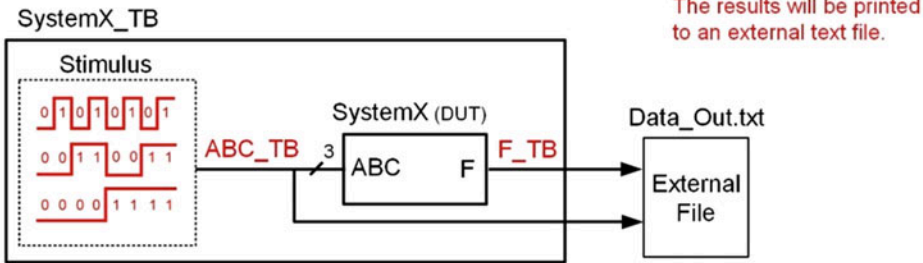 The results will be printed
to an external text file.
SystemX_TB
Stimulus
0 1 0 1 0 1 0 1
0 0 1 1 0 0 1 1
0 0 0 0 1 1 1 1
ABC_TB
3
SystemX (DUT)
ABC F
F_TB
Data_Out.txt
External
File